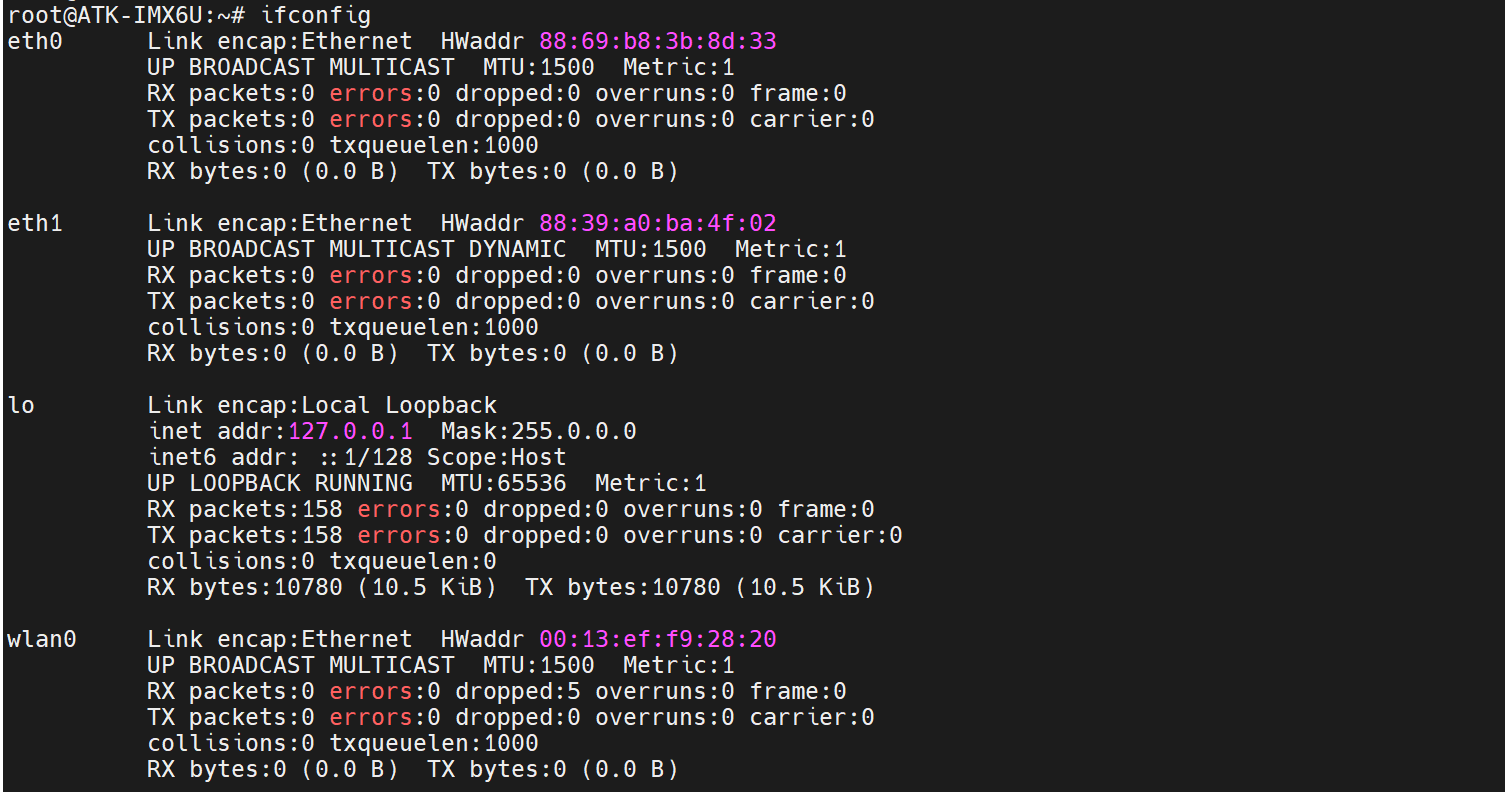 root@ATK-IMX6U:~# ifconfig
eth0      Link encap:Ethernet  HWaddr 88:69:b8:3b:8d:33
          UP BROADCAST MULTICAST  MTU:1500  Metric:1
          RX packets:0 errors:0 dropped:0 overruns:0 frame:0
          TX packets:0 errors:0 dropped:0 overruns:0 carrier:0
          collisions:0 txqueuelen:1000
          RX bytes:0 (0.0 B)  TX bytes:0 (0.0 B)

eth1      Link encap:Ethernet  HWaddr 88:39:a0:ba:4f:02
          UP BROADCAST MULTICAST DYNAMIC  MTU:1500  Metric:1
          RX packets:0 errors:0 dropped:0 overruns:0 frame:0
          TX packets:0 errors:0 dropped:0 overruns:0 carrier:0
          collisions:0 txqueuelen:1000
          RX bytes:0 (0.0 B)  TX bytes:0 (0.0 B)

lo        Link encap:Local Loopback
          inet addr:127.0.0.1  Mask:255.0.0.0
          inet6 addr: ::1/128 Scope:Host
          UP LOOPBACK RUNNING  MTU:65536  Metric:1
          RX packets:158 errors:0 dropped:0 overruns:0 frame:0
          TX packets:158 errors:0 dropped:0 overruns:0 carrier:0
          collisions:0 txqueuelen:0
          RX bytes:10780 (10.5 KiB)  TX bytes:10780 (10.5 KiB)

wlan0     Link encap:Ethernet  HWaddr 00:13:ef:f9:28:20
          UP BROADCAST MULTICAST  MTU:1500  Metric:1
          RX packets:0 errors:0 dropped:5 overruns:0 frame:0
          TX packets:0 errors:0 dropped:0 overruns:0 carrier:0
          collisions:0 txqueuelen:1000
          RX bytes:0 (0.0 B)  TX bytes:0 (0.0 B)